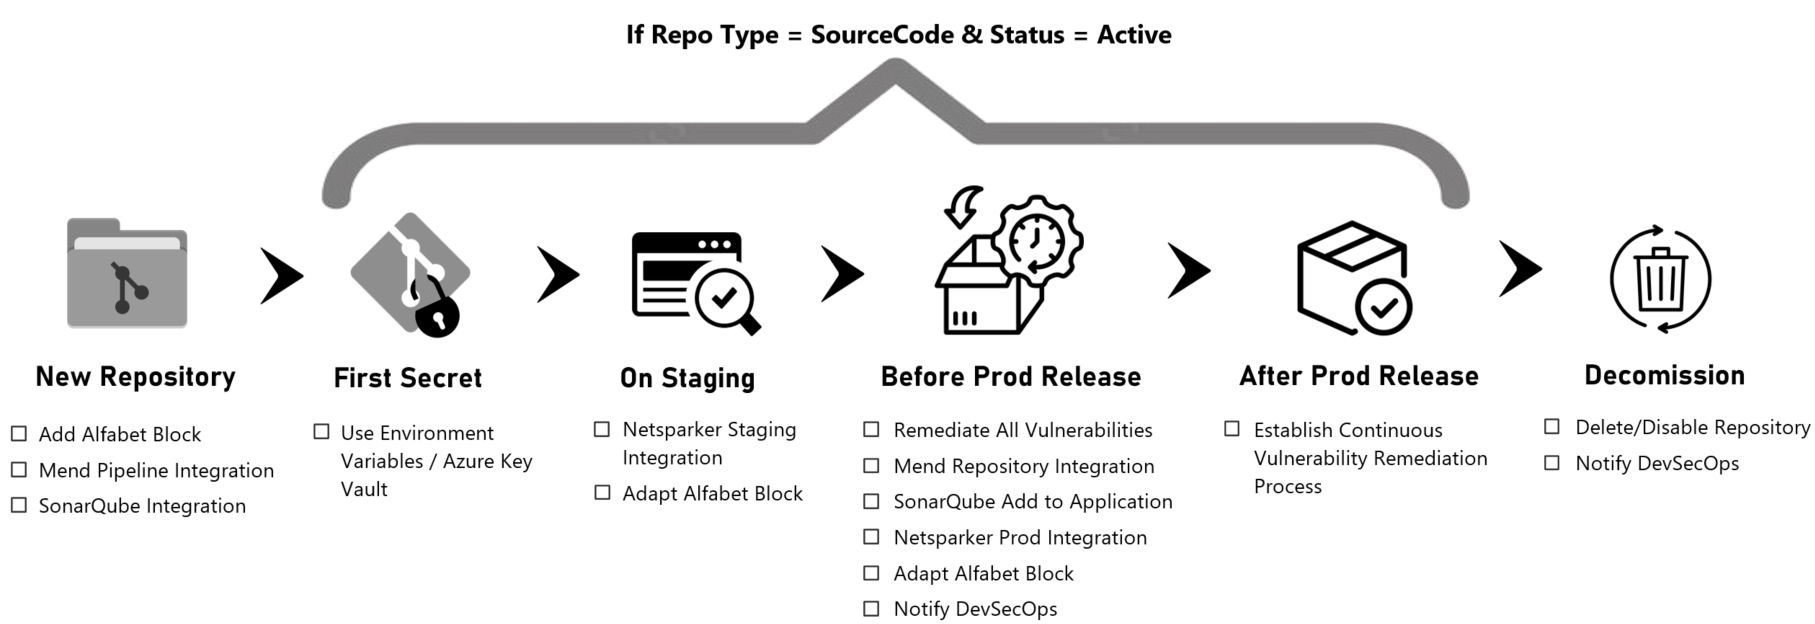 If Repo Type = SourceCode & Status = Active
New Repository
Add Alfabet Block
Mend Pipeline Integration
SonarQube Integration
First Secret
Use Environment
Variables / Azure Key
Vault
On Staging
Netsparker Staging
Integration
Adapt Alfabet Block
Before Prod Release
Remediate All Vulnerabilities
Mend Repository Integration
SonarQube Add to Application
Netsparker Prod Integration
Adapt Alfabet Block
Notify DevSecOps
After Prod Release
Establish Continuous
Vulnerability Remediation
Process
Decomission
Delete/Disable Repository
Notify DevSecOps